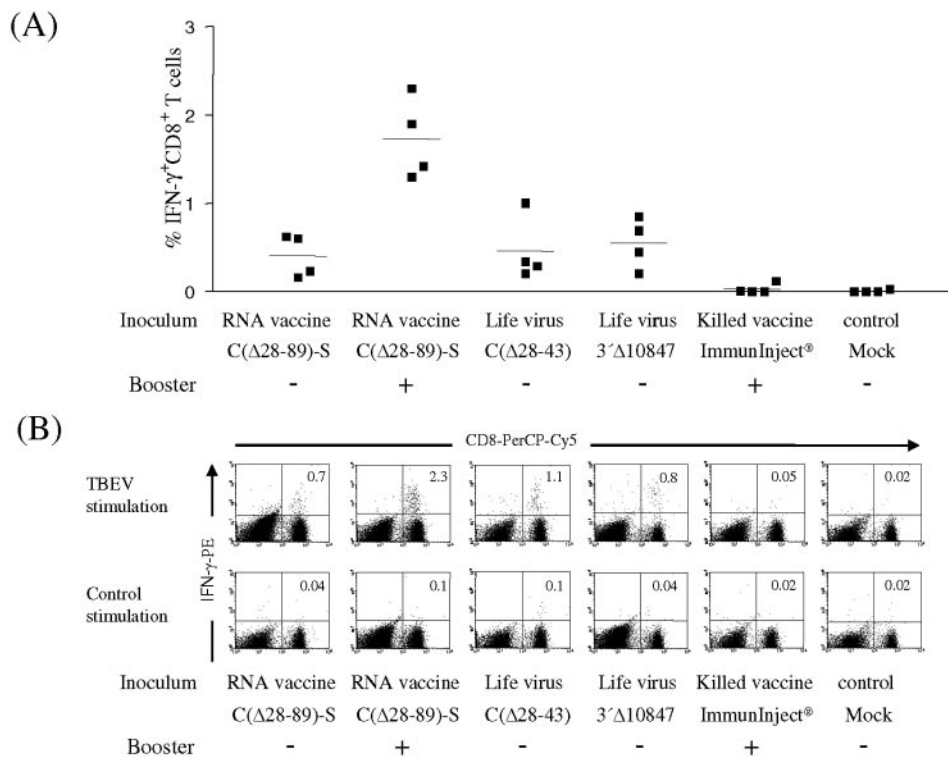 (A)
3
2
1
0
% IFN-γ⁺CD8⁺ T cells
Inoculum RNA vaccine RNA vaccine Life virus Life virus Killed vaccine control
C(Δ28-89)-S C(Δ28-89)-S C(Δ28-43) 3´Δ10847 ImmunInject® Mock
Booster - + - - + -
(B)
CD8-PerCP-Cy5
IFN-γ-PE
TBEV
stimulation
0.7 2.3 1.1 0.8 0.05 0.02
Control
stimulation
0.04 0.1 0.1 0.04 0.02 0.02
Inoculum RNA vaccine RNA vaccine Life virus Life virus Killed vaccine control
C(Δ28-89)-S C(Δ28-89)-S C(Δ28-43) 3´Δ10847 ImmunInject® Mock
Booster - + - - + -